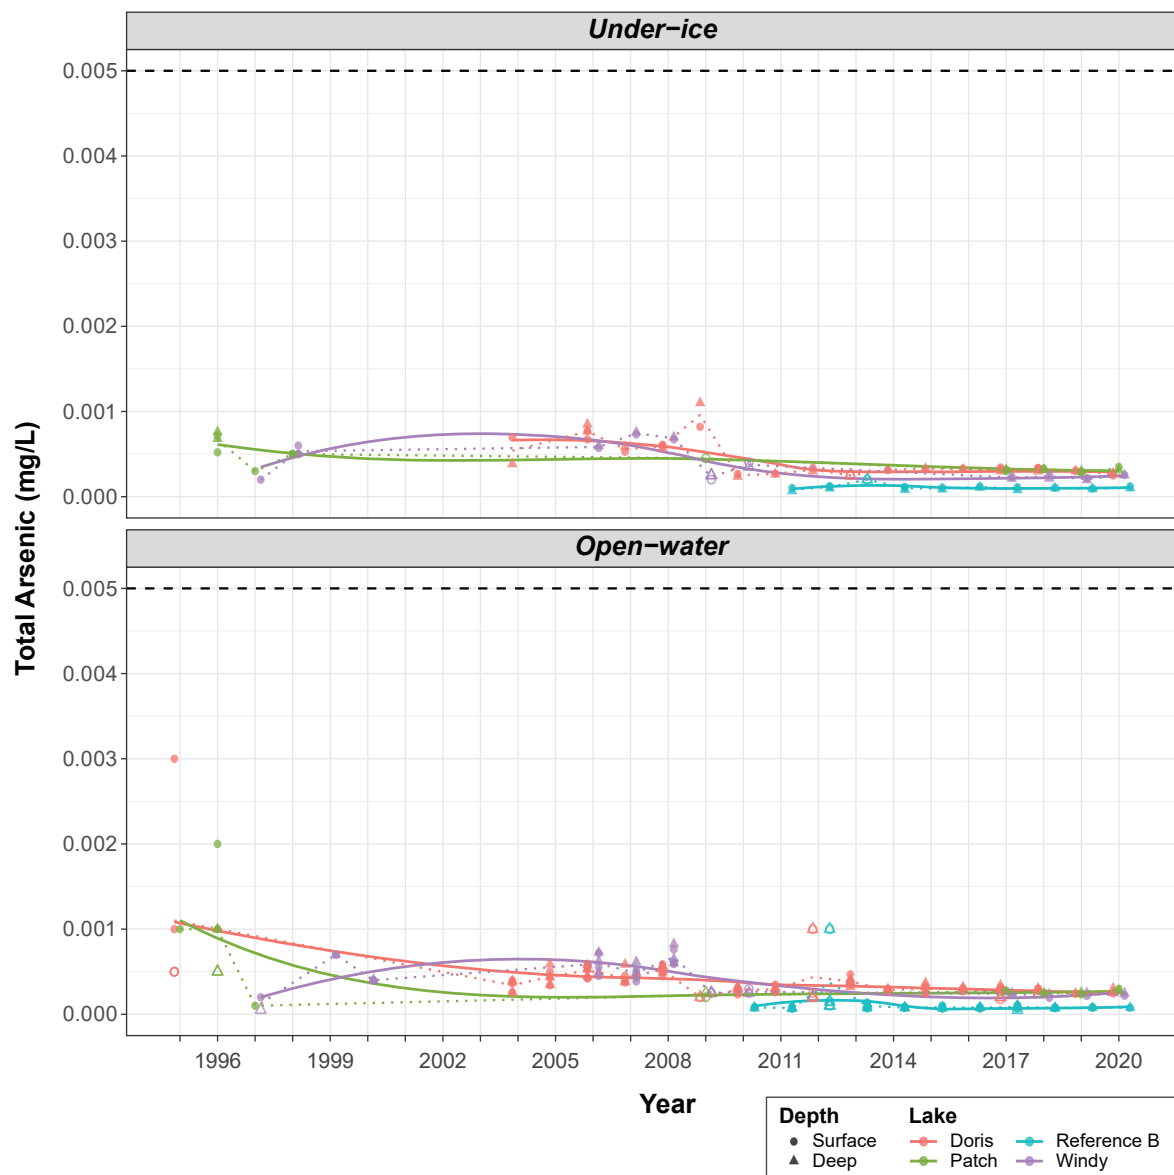 Under−ice
0.005
0.004
0.003
0.002
0.001
0.000
Open−water
0.005
0.004
0.003
0.002
0.001
0.000
Total Arsenic (mg/L)
1996 1999 2002 2005 2008 2011 2014 2017 2020
Year
Depth Lake
Surface Doris Reference B
Deep Patch Windy